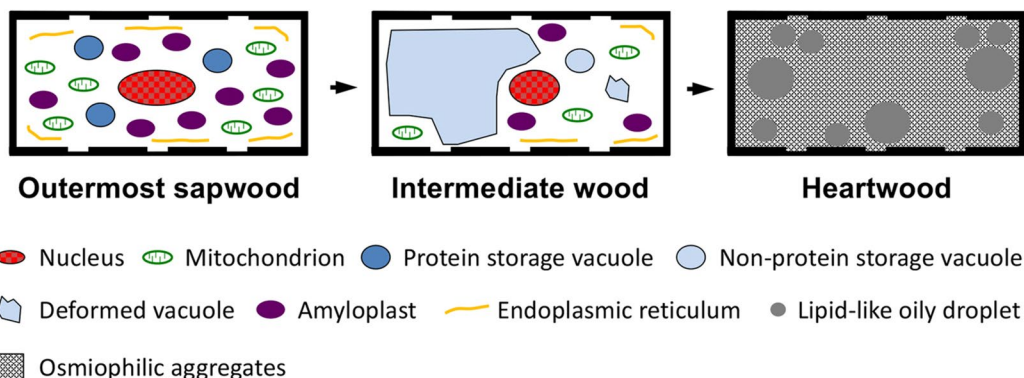 Outermost sapwood Intermediate wood Heartwood
Nucleus Mitochondrion Protein storage vacuole Non-protein storage vacuole
Deformed vacuole Amyloplast Endoplasmic reticulum Lipid-like oily droplet
Osmiophilic aggregates